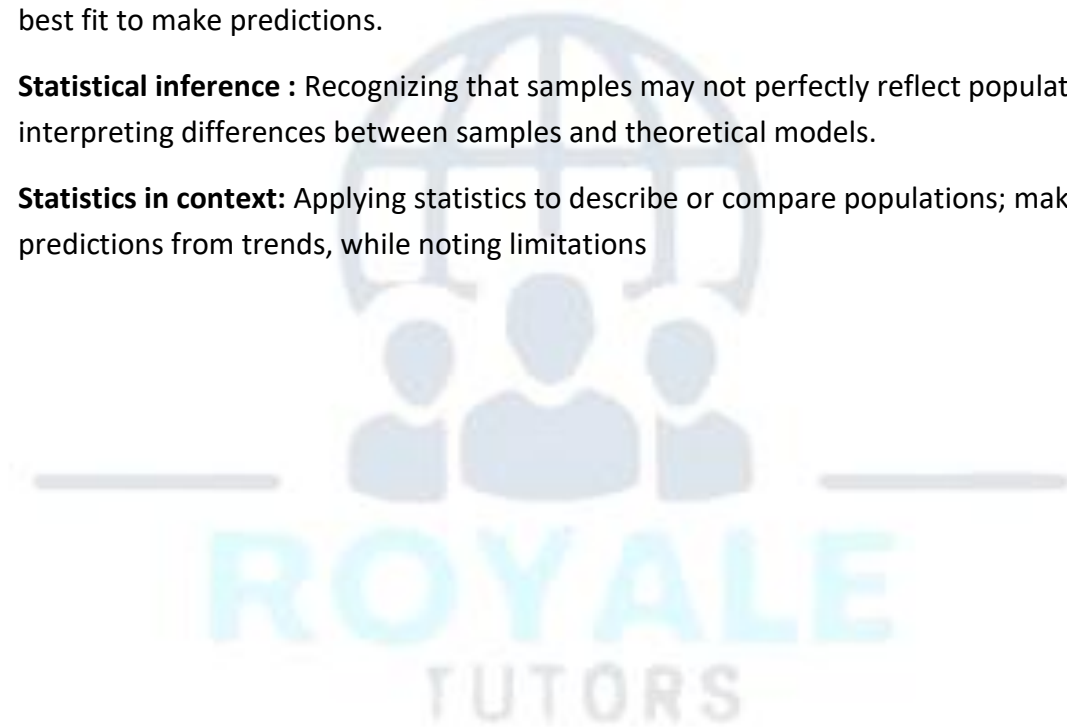 best fit to make predictions.
Statistical inference : Recognizing that samples may not perfectly reflect populat
interpreting differences between samples and theoretical models.
Statistics in context: Applying statistics to describe or compare populations; mak
predictions from trends, while noting limitations
ROYALE
TUTORS